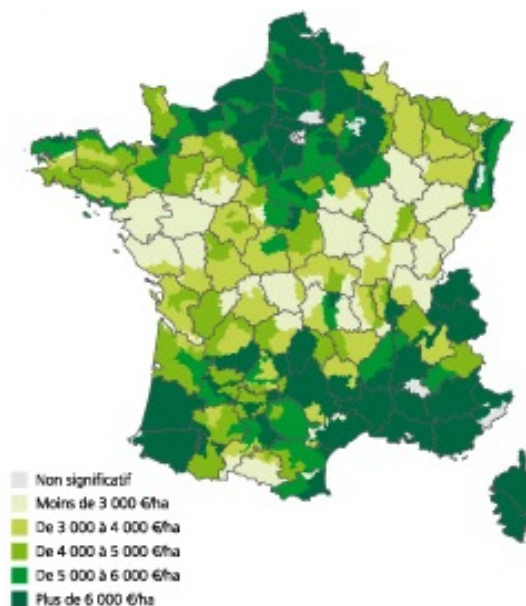 Non significatif
Moins de 3 000 €/ha
De 3 000 à 4 000 €/ha
De 4 000 à 5 000 €/ha
De 5 000 à 6 000 €/ha
Plus de 6 000 €/ha